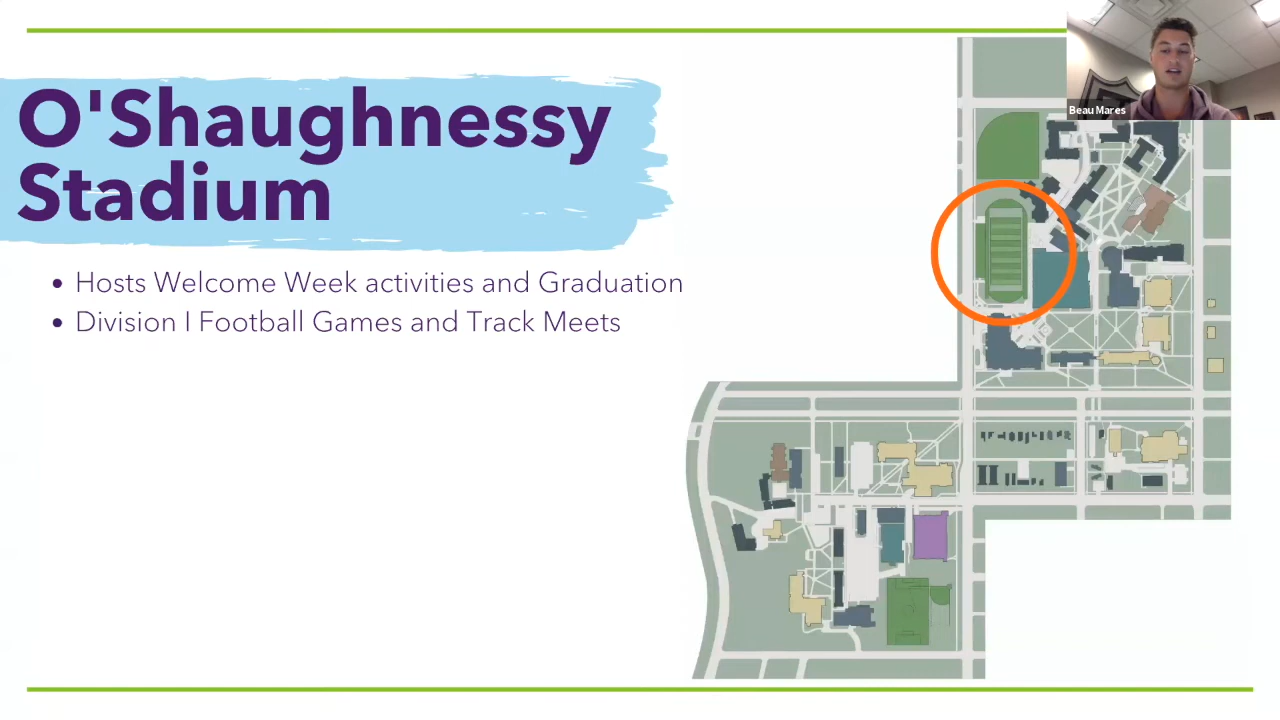 O'Shaughnessy
Stadium
Hosts Welcome Week activities and Graduation
Division I Football Games and Track Meets
Beau Mares